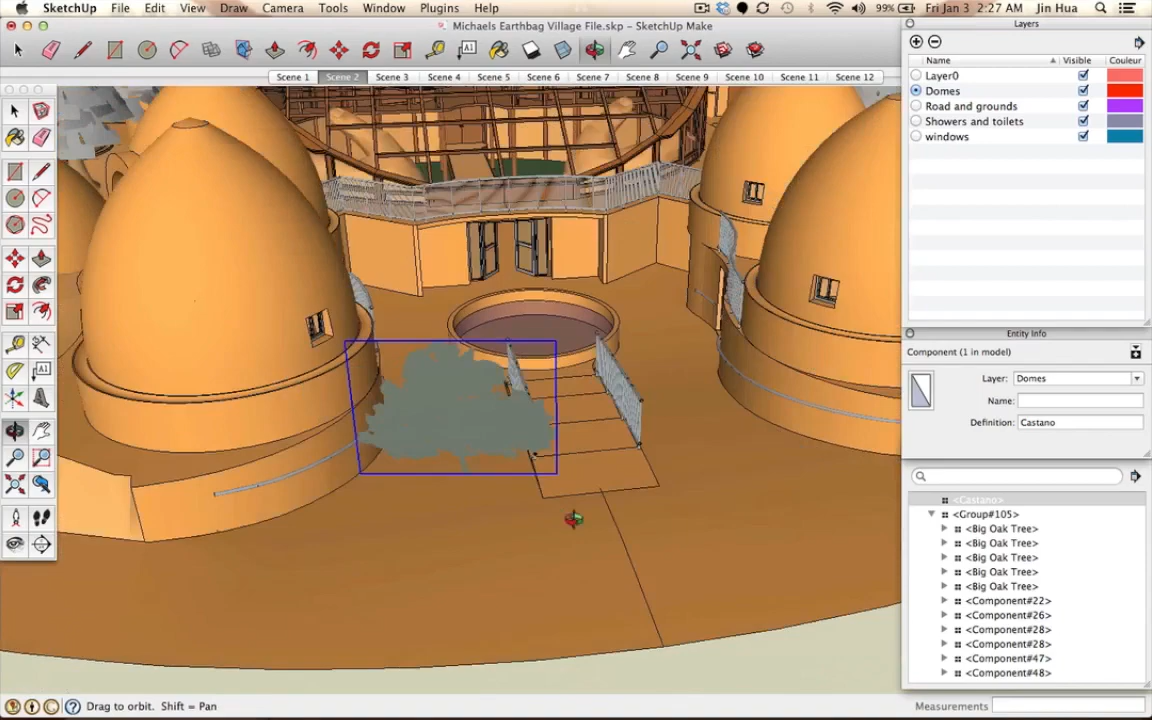 SketchUp File Edit View Draw Camera Tools Window Plugins Help 99% Fri Jan 3 2:27 AM Jin Hua
Michaels Earthbag Village File.skp – SketchUp Make
Scene 1 Scene 2 Scene 3 Scene 4 Scene 5 Scene 6 Scene 7 Scene 8 Scene 9 Scene 10 Scene 11 Scene 12
Layers
Name Visible Couleur
Layer0
Domes
Road and grounds
Showers and toilets
windows
Entity Info
Component (1 in model)
Layer: Domes
Name:
Definition: Castano
<Castano>
<Group#105>
<Big Oak Tree>
<Big Oak Tree>
<Big Oak Tree>
<Big Oak Tree>
<Big Oak Tree>
<Component#22>
<Component#26>
<Component#28>
<Component#28>
<Component#47>
<Component#48>
Drag to orbit. Shift = Pan
Measurements